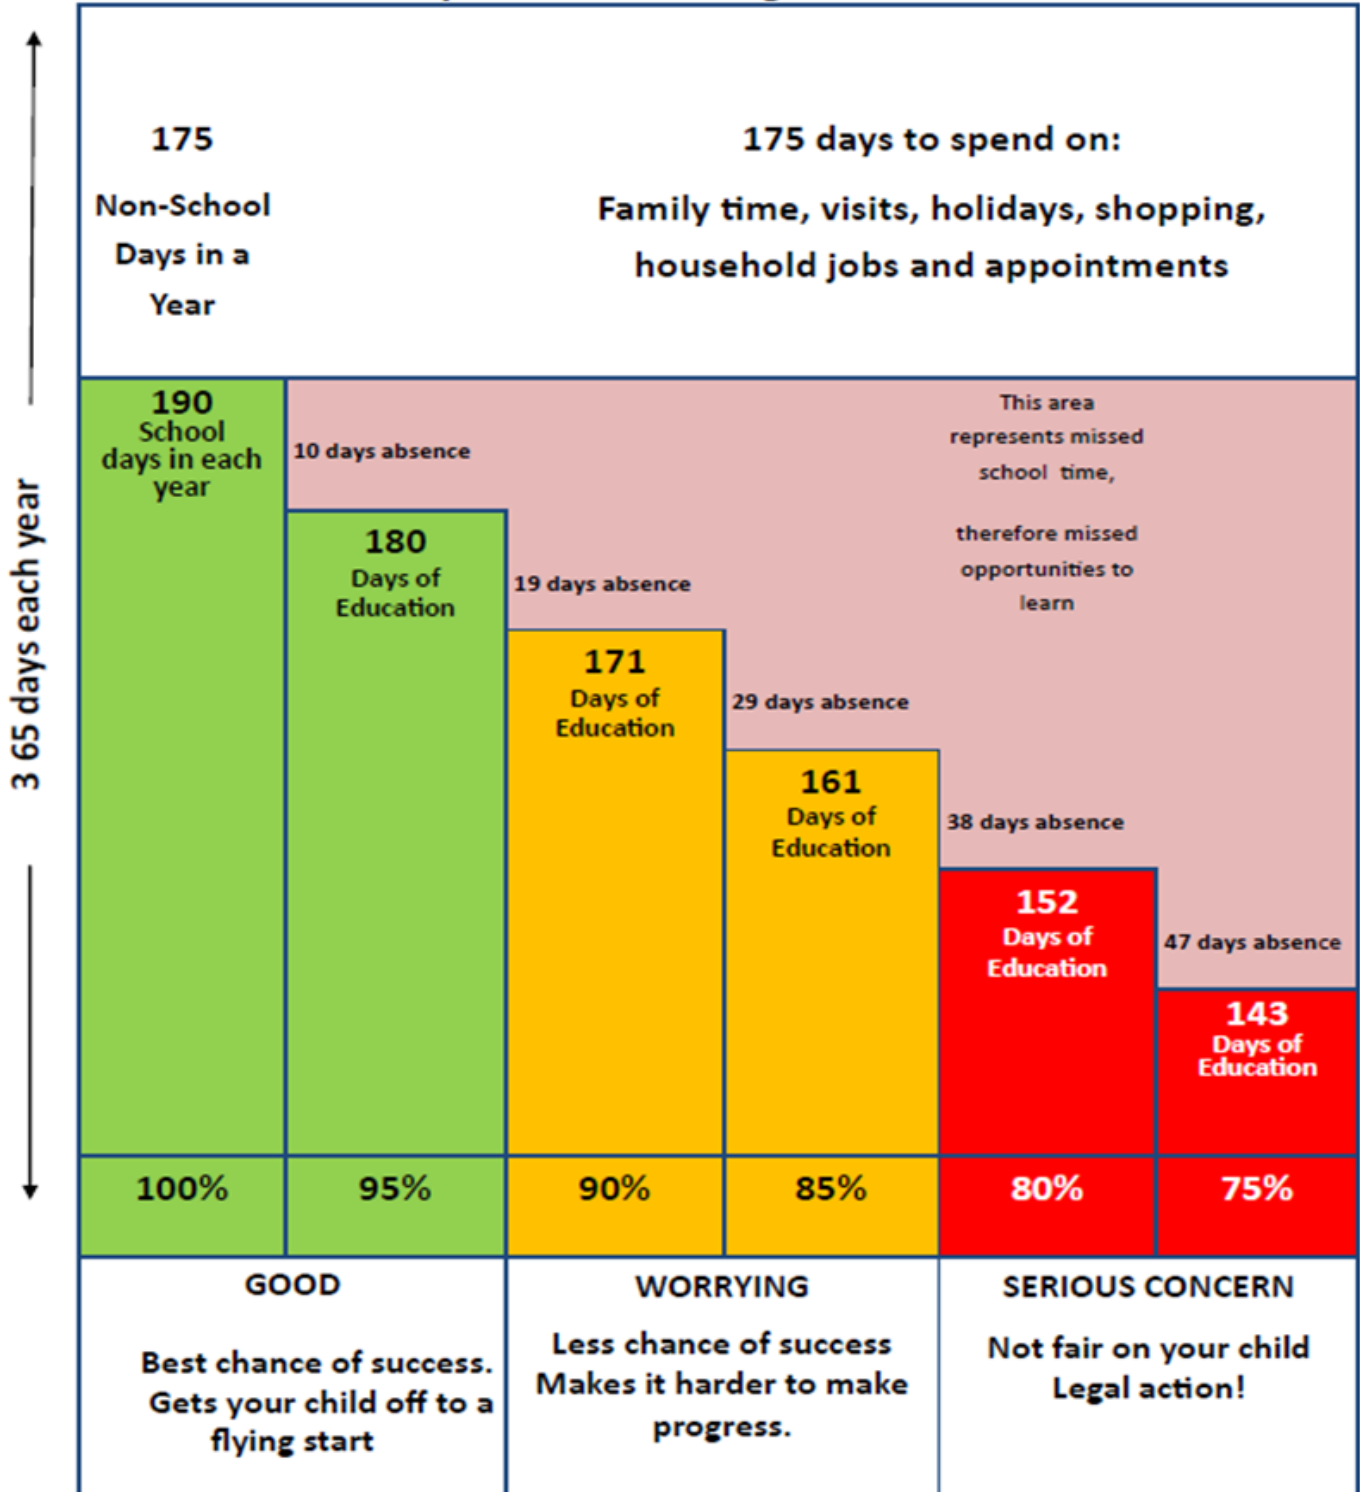 175
Non-School
Days in a
Year
175 days to spend on:
Family time, visits, holidays, shopping,
household jobs and appointments
3 65 days each year
190
School
days in each
year
10 days absence
180
Days of
Education
19 days absence
171
Days of
Education
29 days absence
161
Days of
Education
38 days absence
152
Days of
Education
47 days absence
143
Days of
Education
This area
represents missed
school time,
therefore missed
opportunities to
learn
100%
95%
90%
85%
80%
75%
GOOD
Best chance of success.
Gets your child off to a
flying start
WORRYING
Less chance of success
Makes it harder to make
progress.
SERIOUS CONCERN
Not fair on your child
Legal action!